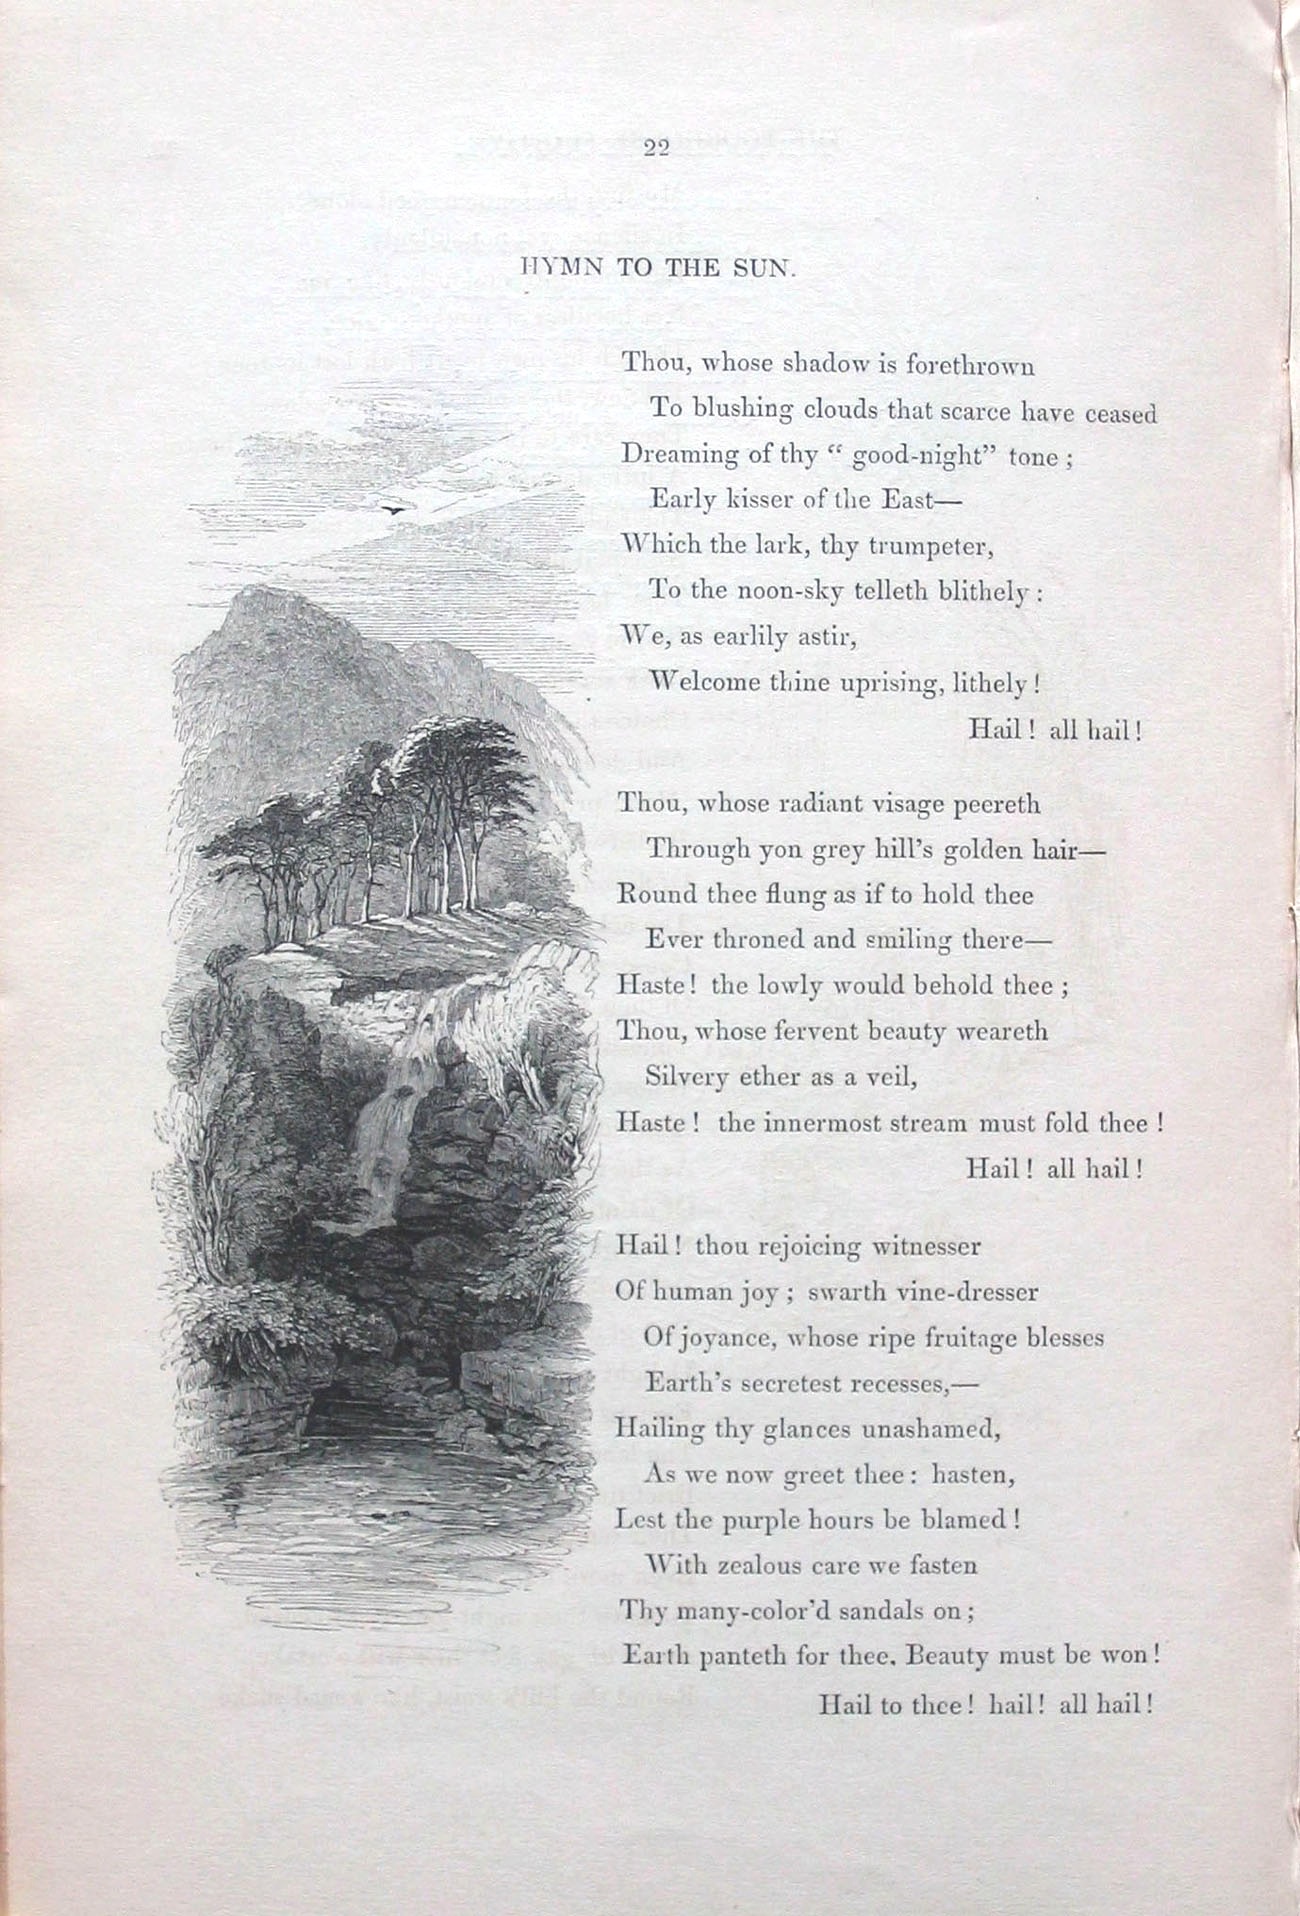 22
HYMN TO THE SUN.
Thou, whose shadow is forethrown
To blushing clouds that scarce have ceased
Dreaming of thy “ good-night” tone ;
Early kisser of the East—
Which the lark, thy trumpeter,
To the noon-sky telleth blithely :
We, as earlily astir,
Welcome thine uprising, lithely !
Hail ! all hail !
Thou, whose radiant visage peereth
Through yon grey hill’s golden hair—
Round thee flung as if to hold thee
Ever throned and smiling there—
Haste ! the lowly would behold thee ;
Thou, whose fervent beauty weareth
Silvery ether as a veil,
Haste ! the innermost stream must fold thee !
Hail ! all hail !
Hail ! thou rejoicing witnesser
Of human joy ; swarth vine-dresser
Of joyance, whose ripe fruitage blesses
Earth’s secretest recesses,—
Hailing thy glances unashamed,
As we now greet thee : hasten,
Lest the purple hours be blamed !
With zealous care we fasten
Thy many-color’d sandals on ;
Earth panteth for thee. Beauty must be won !
Hail to thee ! hail ! all hail !